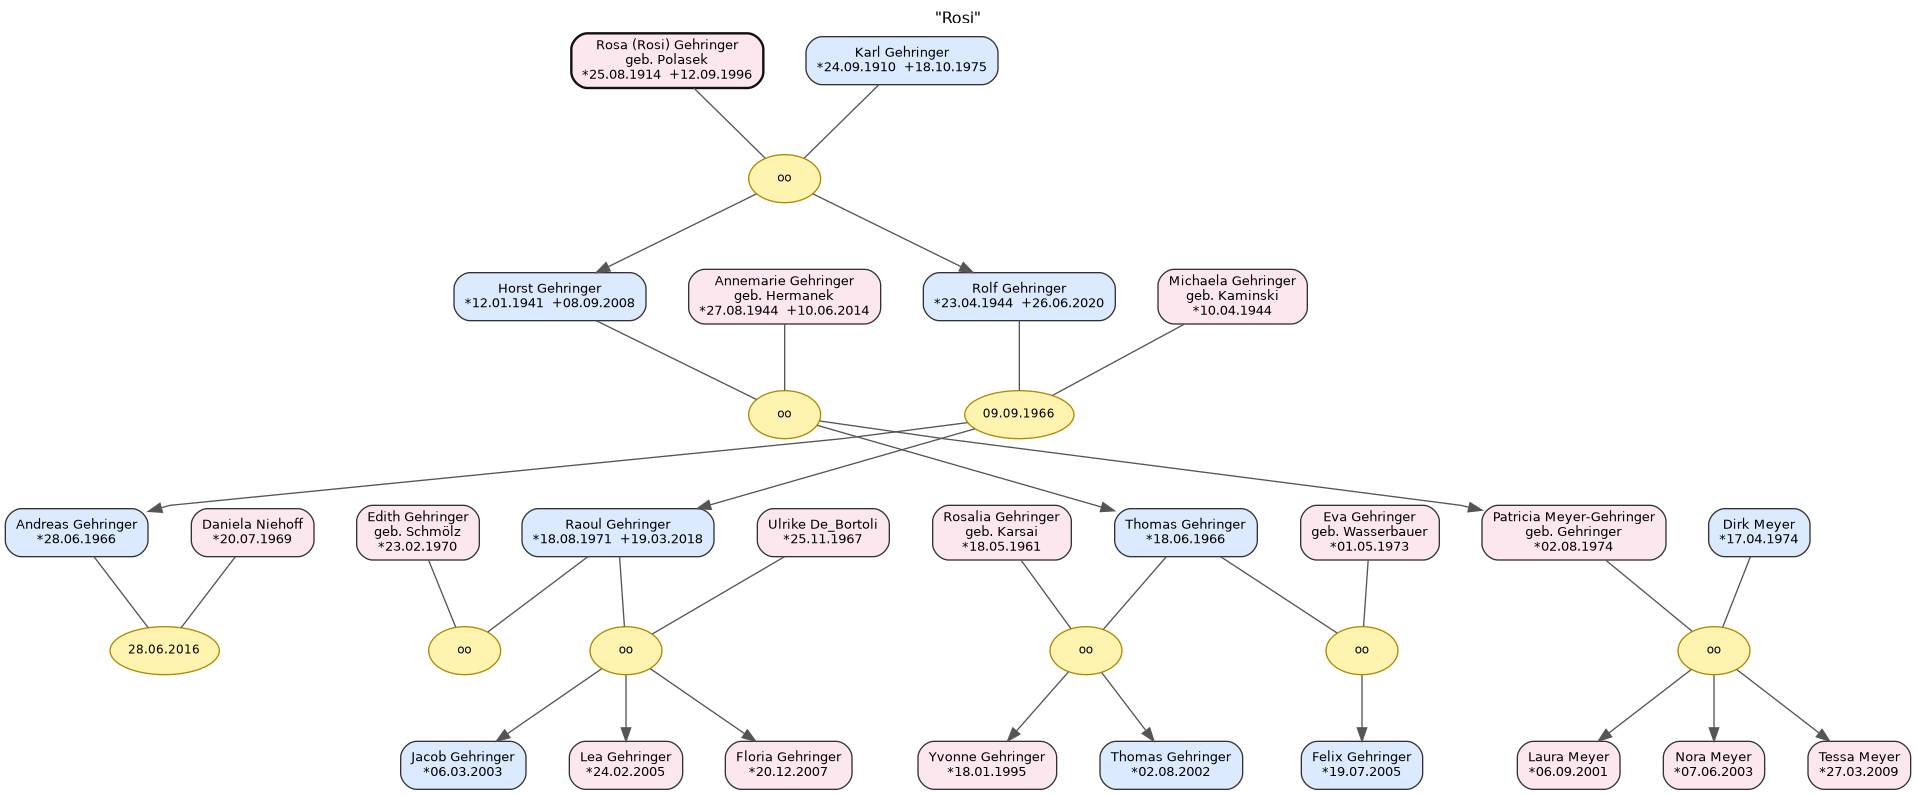 "Rosi"
Rosa (Rosi) Gehringer
geb. Polasek
*25.08.1914  +12.09.1996
Karl Gehringer
*24.09.1910  +18.10.1975
oo
Horst Gehringer
*12.01.1941  +08.09.2008
Annemarie Gehringer
geb. Hermanek
*27.08.1944  +10.06.2014
Rolf Gehringer
*23.04.1944  +26.06.2020
Michaela Gehringer
geb. Kaminski
*10.04.1944
oo
09.09.1966
Andreas Gehringer
*28.06.1966
Daniela Niehoff
*20.07.1969
Edith Gehringer
geb. Schmölz
*23.02.1970
Raoul Gehringer
*18.08.1971  +19.03.2018
Ulrike De_Bortoli
*25.11.1967
Rosalia Gehringer
geb. Karsai
*18.05.1961
Thomas Gehringer
*18.06.1966
Eva Gehringer
geb. Wasserbauer
*01.05.1973
Patricia Meyer-Gehringer
geb. Gehringer
*02.08.1974
Dirk Meyer
*17.04.1974
28.06.2016
oo
oo
oo
oo
oo
Jacob Gehringer
*06.03.2003
Lea Gehringer
*24.02.2005
Floria Gehringer
*20.12.2007
Yvonne Gehringer
*18.01.1995
Thomas Gehringer
*02.08.2002
Felix Gehringer
*19.07.2005
Laura Meyer
*06.09.2001
Nora Meyer
*07.06.2003
Tessa Meyer
*27.03.2009